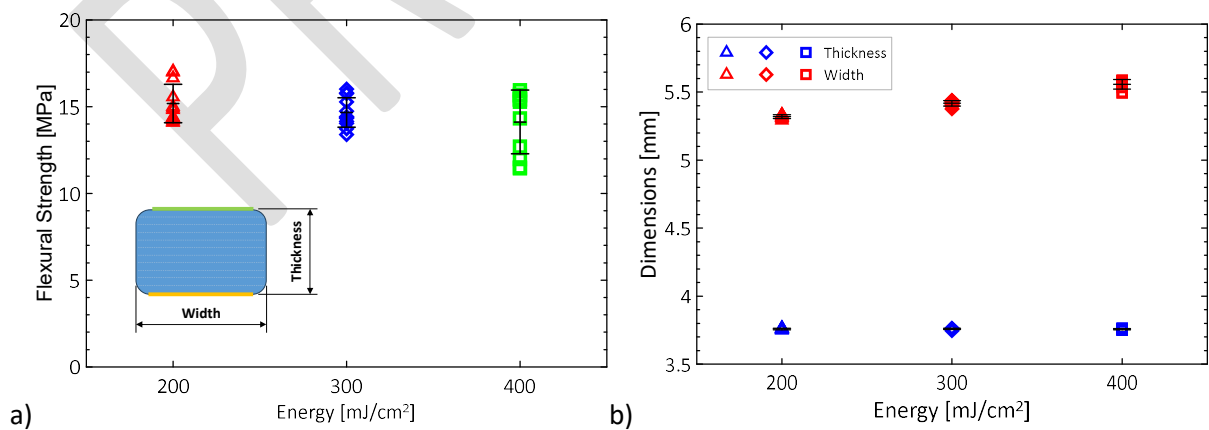 20
15
10
5
0
Flexural Strength [MPa]
Thickness
Width
200
300
400
Energy [mJ/cm²]
a)
6
5.5
5
4.5
4
3.5
Dimensions [mm]
Thickness
Width
200
300
400
Energy [mJ/cm²]
b)